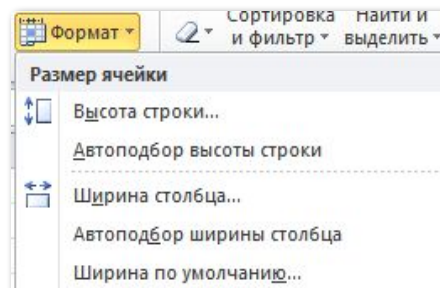 Формат
Сортировка
и фильтр
Найти и
выделить
Размер ячейки
Высота строки...
Автоподбор высоты строки
Ширина столбца...
Автоподбор ширины столбца
Ширина по умолчанию...